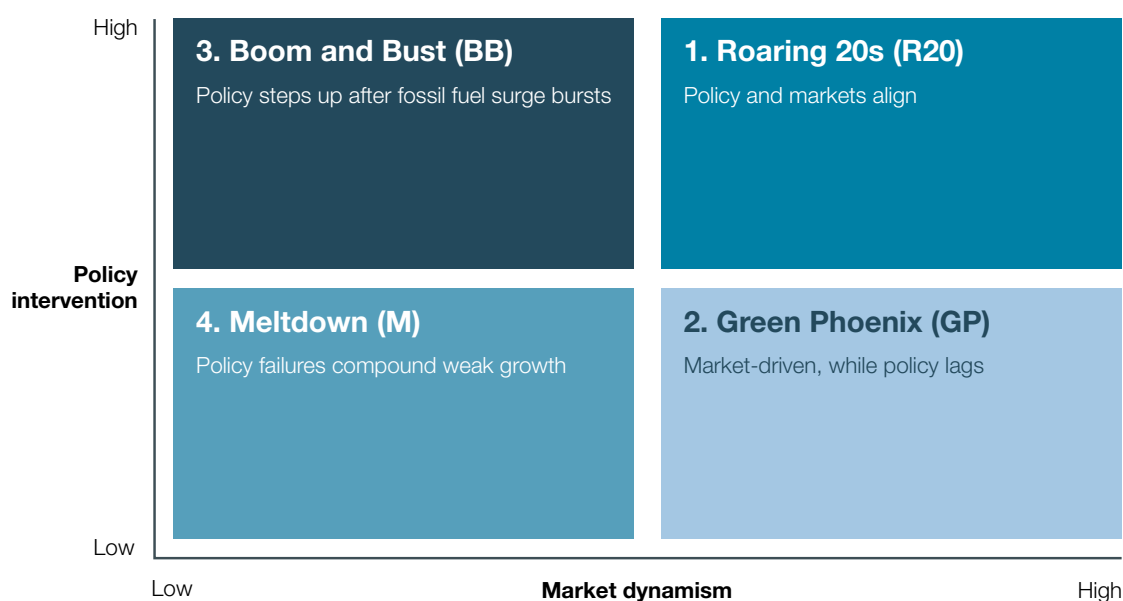 High
3. Boom and Bust (BB)
Policy steps up after fossil fuel surge bursts
1. Roaring 20s (R20)
Policy and markets align
Policy
intervention
4. Meltdown (M)
Policy failures compound weak growth
2. Green Phoenix (GP)
Market-driven, while policy lags
Low
Low
Market dynamism
High